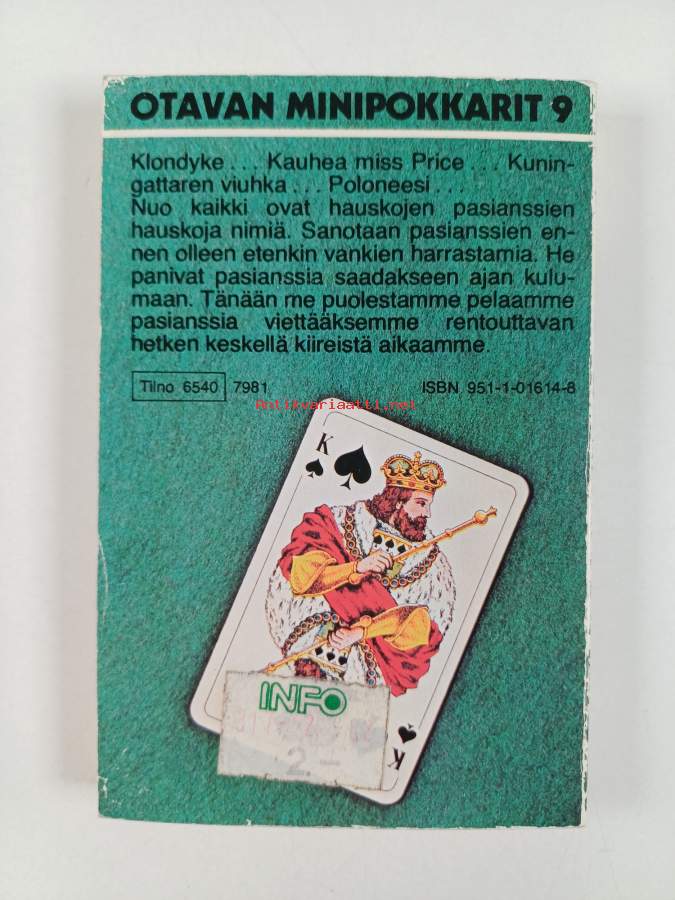 OTAVAN MINIPOKKARIT 9
Klondyke . . . Kauhea miss Price . . . Kunin-
gattaren viuhka . . . Poloneesi . . .
Nuo kaikki ovat hauskojen pasianssien
hauskoja nimiä. Sanotaan pasianssien en-
nen olleen etenkin vankien harrastamia. He
panivat pasianssia saadakseen ajan kulu-
maan. Tänään me puolestamme pelaamme
pasianssia viettääksemme rentouttavan
hetken keskellä kiireistä aikaamme.
Tilno 6540 7981 ISBN 951-1-01614-8
Antikvariaatti.net
K
INFO
2.—
K